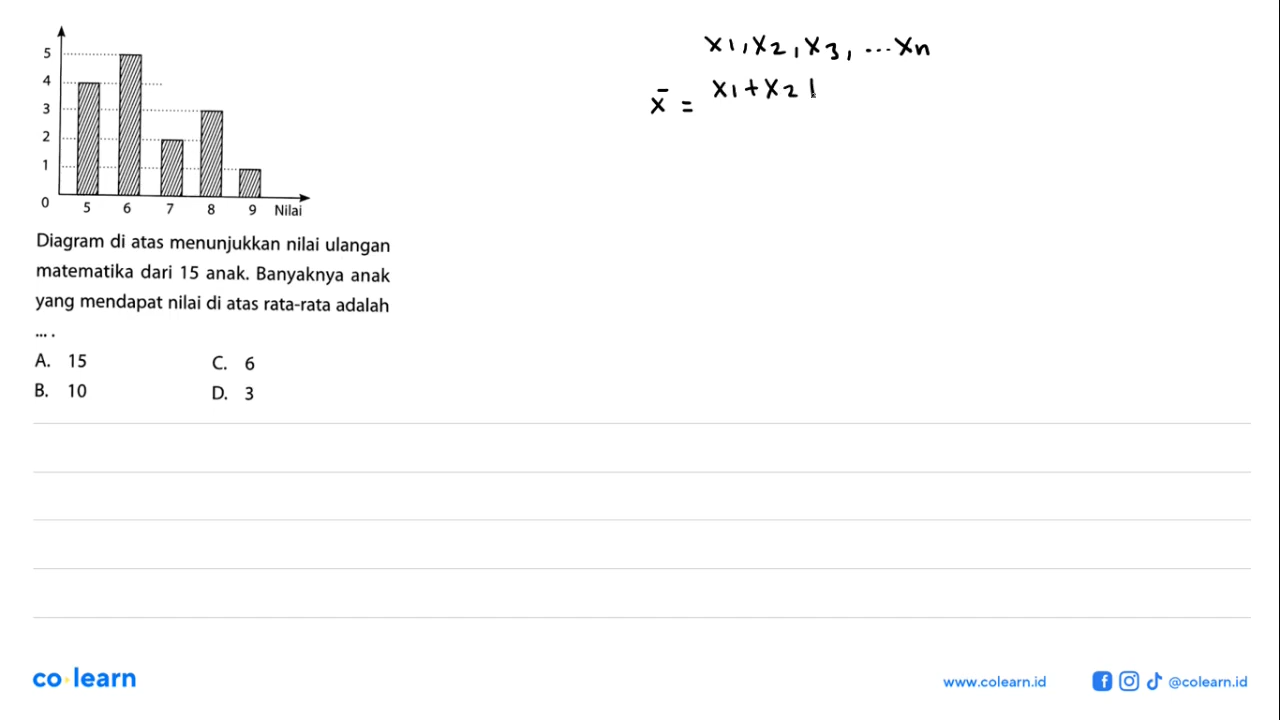 5
4
3
2
1
0
5 6 7 8 9 Nilai
Diagram di atas menunjukkan nilai ulangan
matematika dari 15 anak. Banyaknya anak
yang mendapat nilai di atas rata-rata adalah
... .
A. 15 C. 6
B. 10 D. 3
x1, x2, x3, ... xn
x̄ = x1 + x2
co·learn
www.colearn.id
@colearn.id